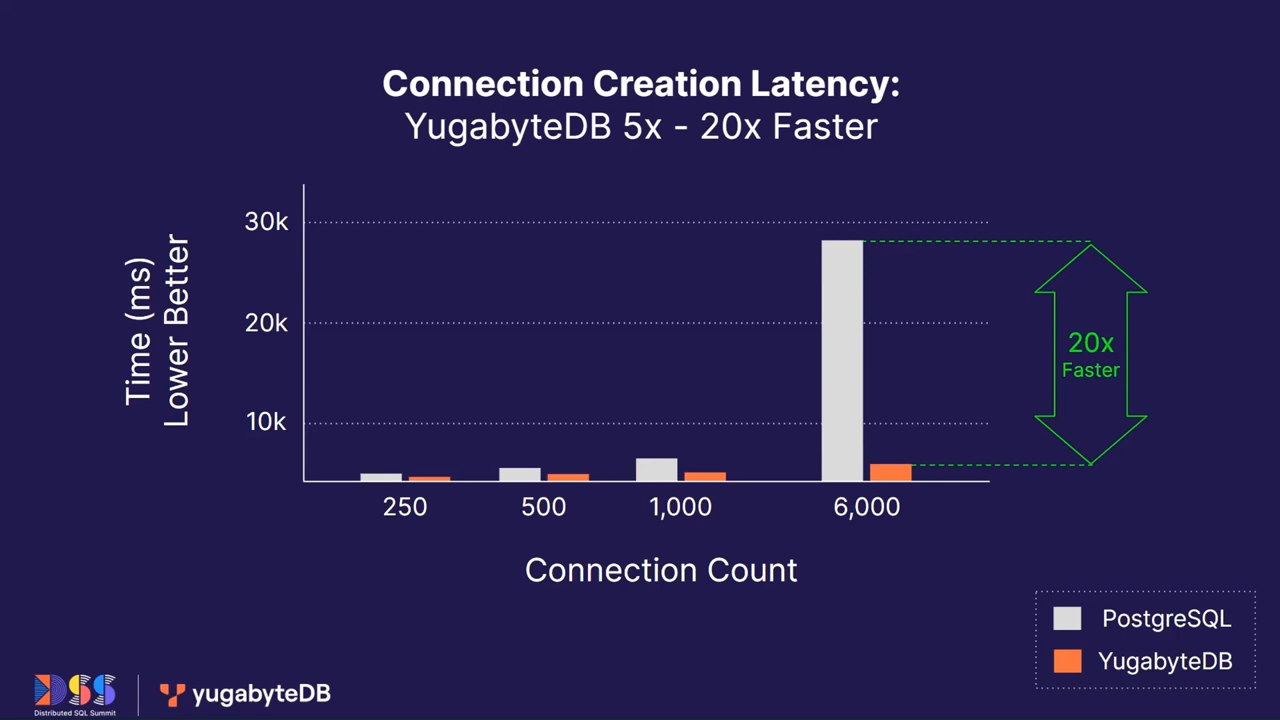 Connection Creation Latency:
YugabyteDB 5x - 20x Faster
Time (ms)
Lower Better
30k
20k
10k
20x
Faster
250
500
1,000
6,000
Connection Count
PostgreSQL
YugabyteDB
DSS
Distributed SQL Summit
yugabyteDB